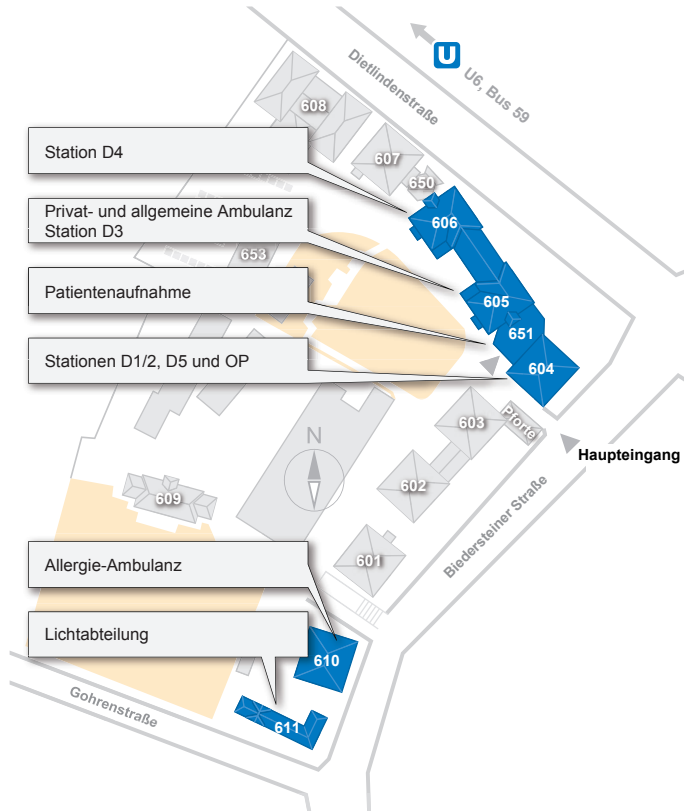 U
U6, Bus 59
Dietlindenstraße
608
607
650
Station D4
606
Privat- und allgemeine Ambulanz
Station D3
653
605
Patientenaufnahme
651
Stationen D1/2, D5 und OP
604
603
Pforte
N
Haupteingang
602
609
Biedersteiner Straße
601
Allergie-Ambulanz
Lichtabteilung
610
Gohrenstraße
611